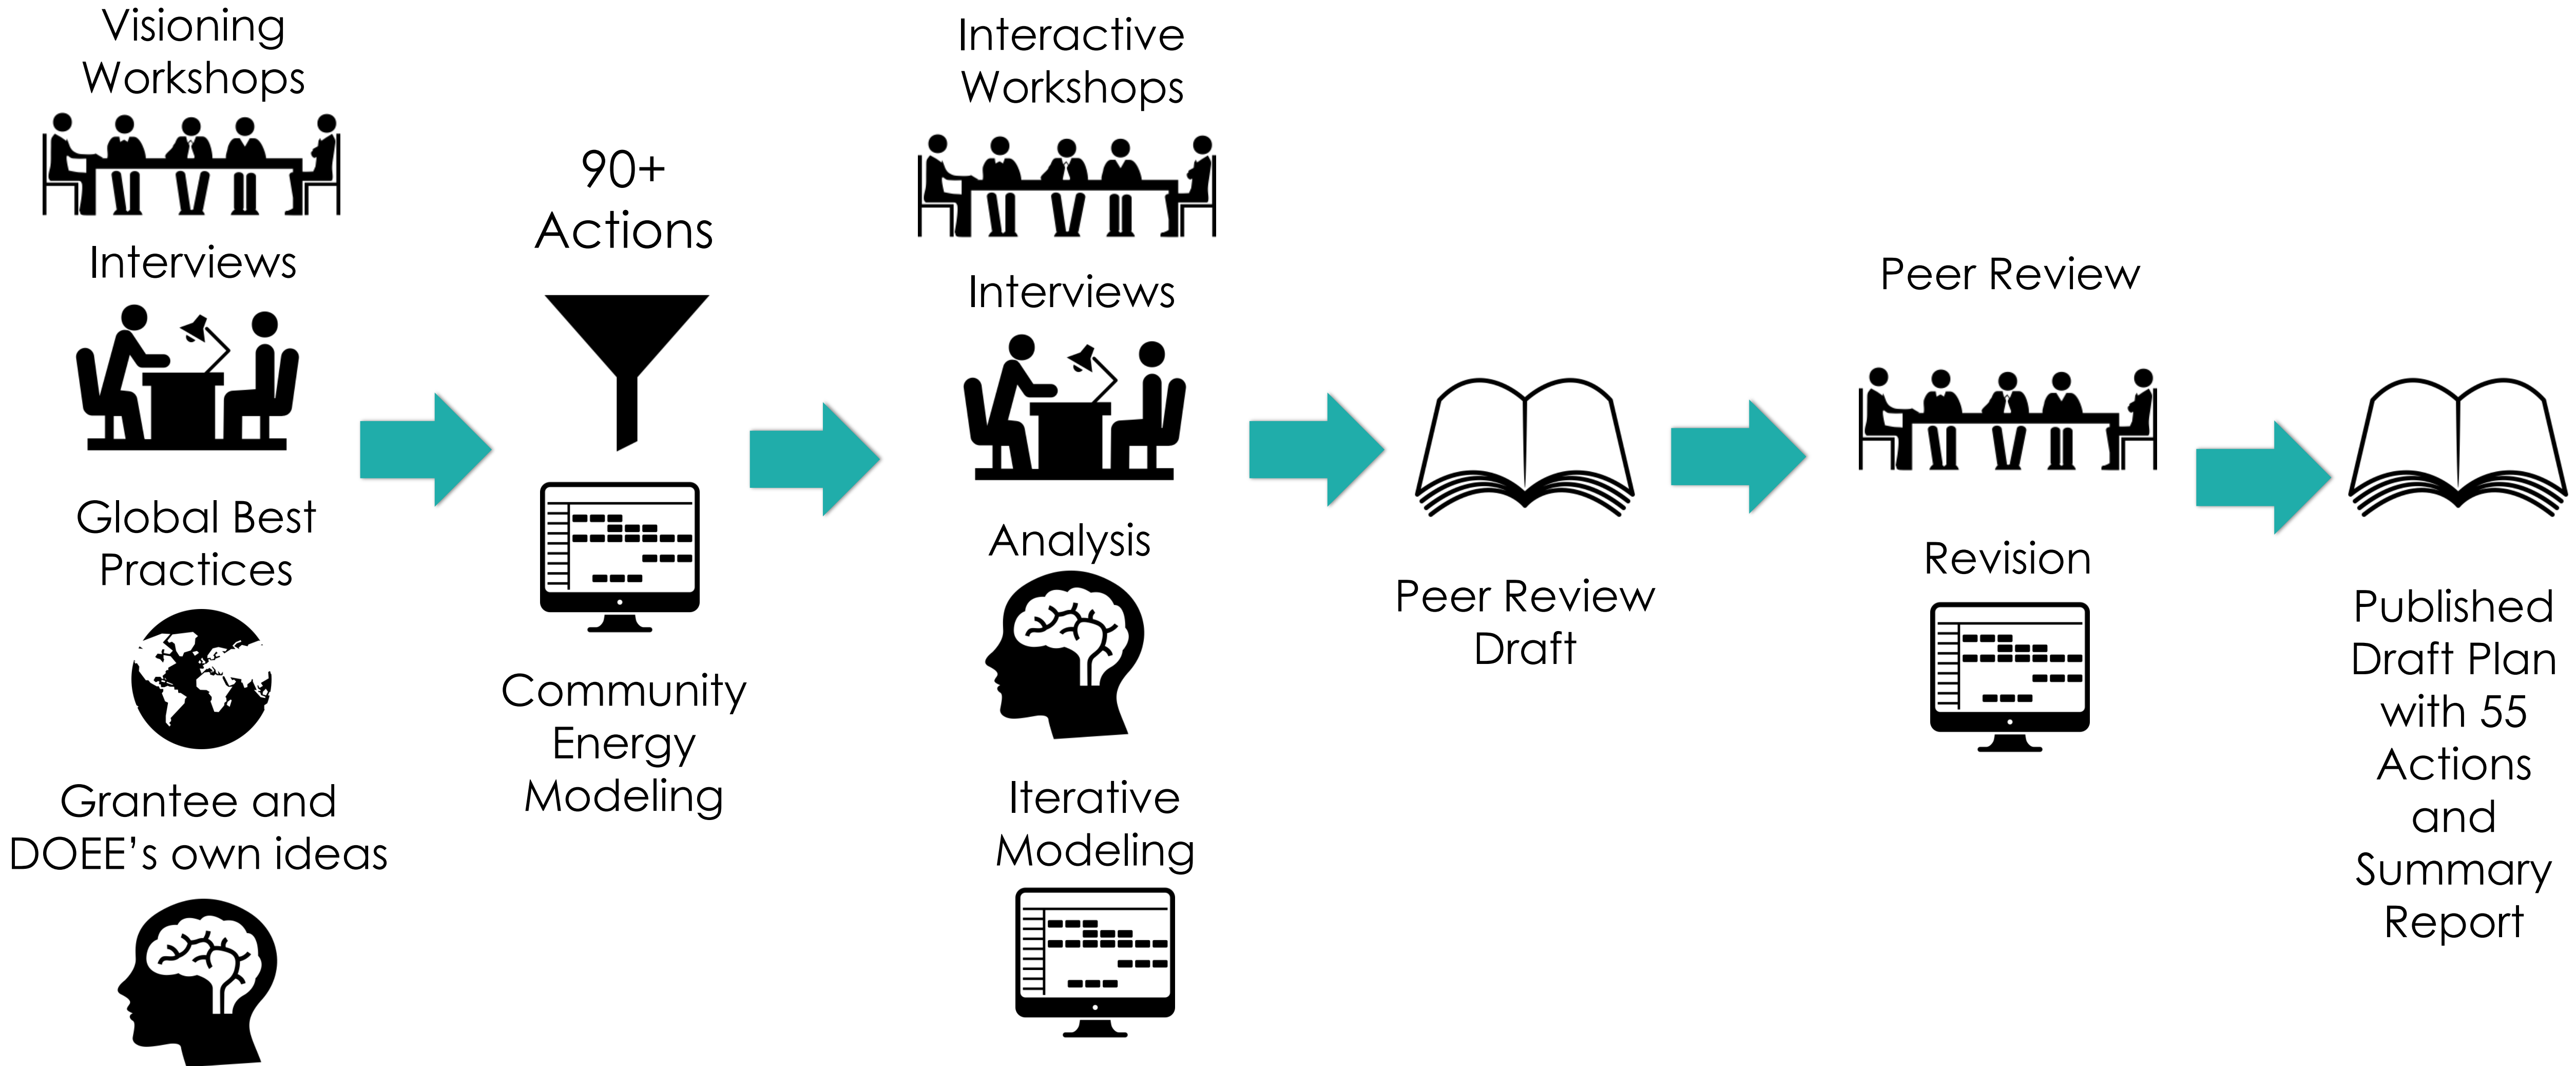 Visioning
Workshops
Interviews
Global Best
Practices
Grantee and
DOEE’s own ideas
90+
Actions
Community
Energy
Modeling
Interactive
Workshops
Interviews
Analysis
Iterative
Modeling
Peer Review
Draft
Peer Review
Revision
Published
Draft Plan
with 55
Actions
and
Summary
Report